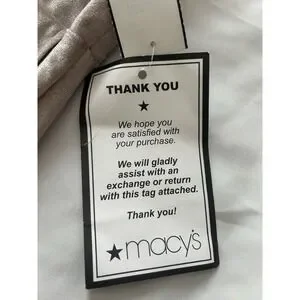 THANK YOU
★
We hope you
are satisfied with
your purchase.
We will gladly
assist with an
exchange or return
with this tag attached.
Thank you!
★macy's